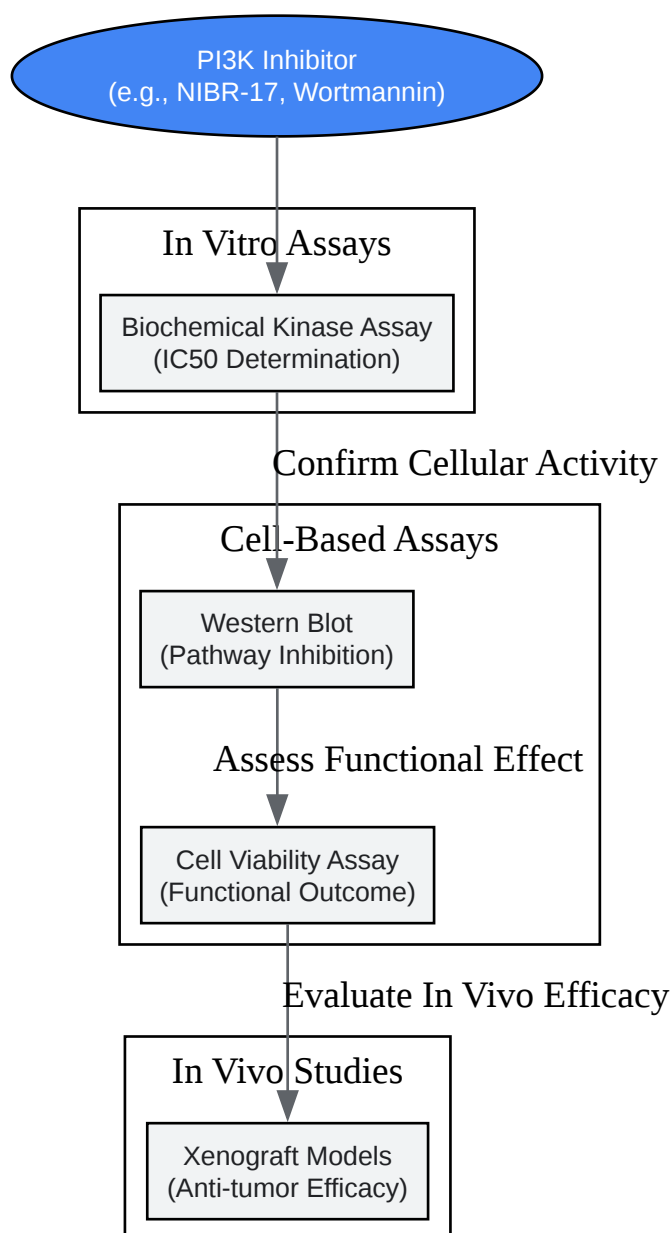 PI3K Inhibitor
(e.g., NIBR-17, Wortmannin)
In Vitro Assays
Biochemical Kinase Assay
(IC50 Determination)
Confirm Cellular Activity
Cell-Based Assays
Western Blot
(Pathway Inhibition)
Assess Functional Effect
Cell Viability Assay
(Functional Outcome)
Evaluate In Vivo Efficacy
In Vivo Studies
Xenograft Models
(Anti-tumor Efficacy)